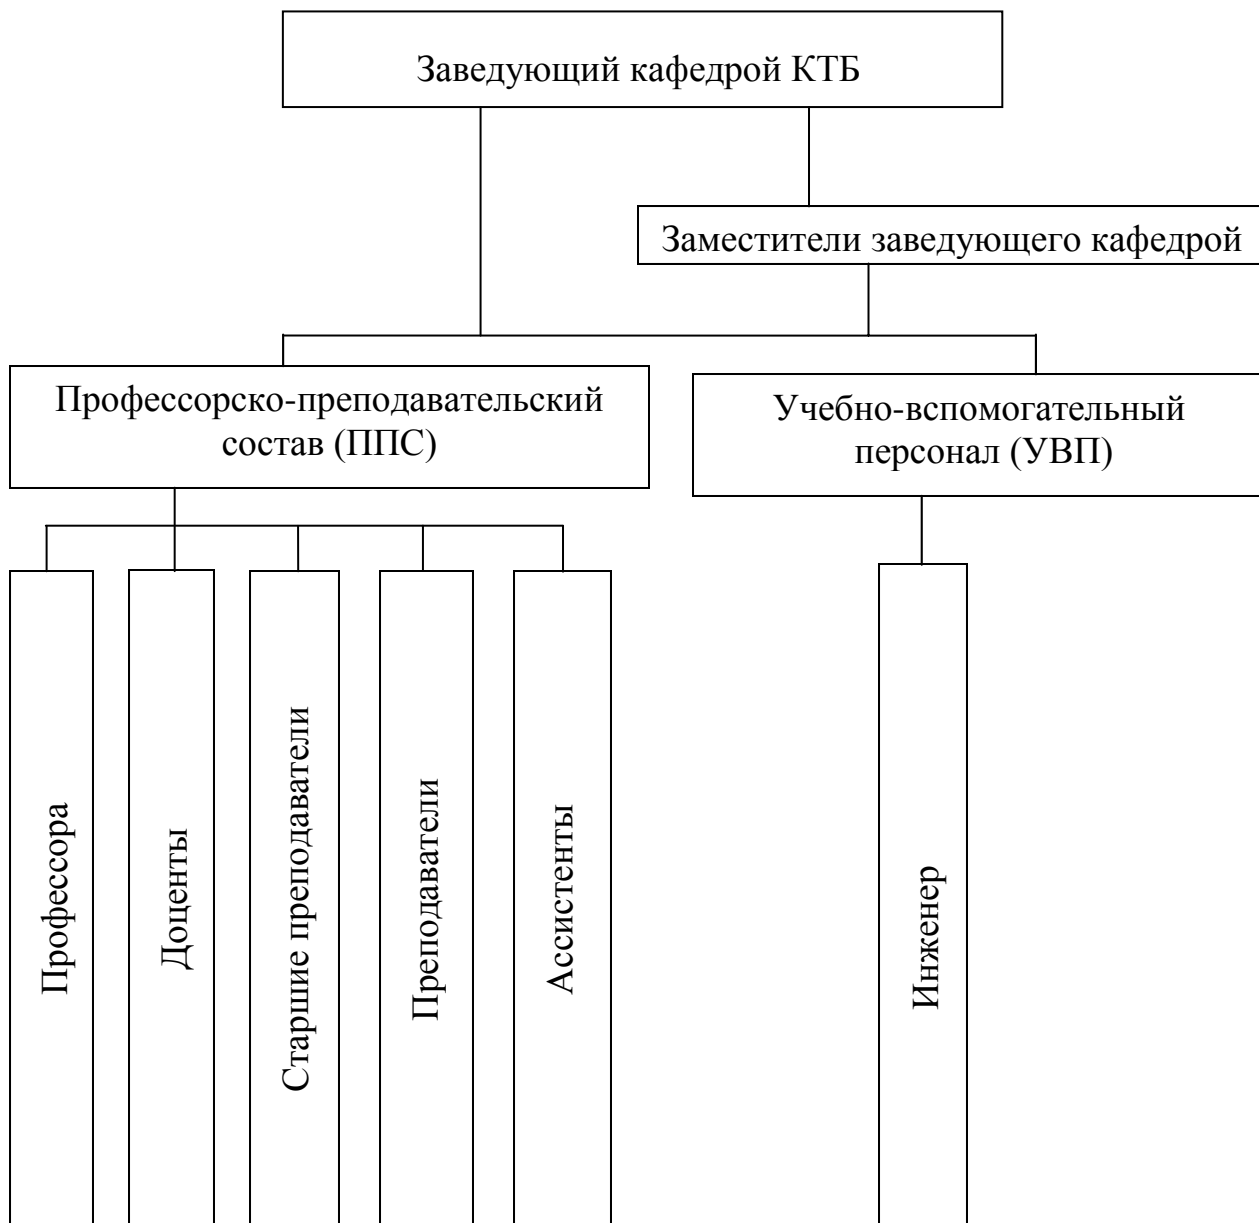 Заведующий кафедрой КТБ
Заместители заведующего кафедрой
Профессорско-преподавательский
состав (ППС)
Учебно-вспомогательный
персонал (УВП)
Профессора
Доценты
Старшие преподаватели
Преподаватели
Ассистенты
Инженер